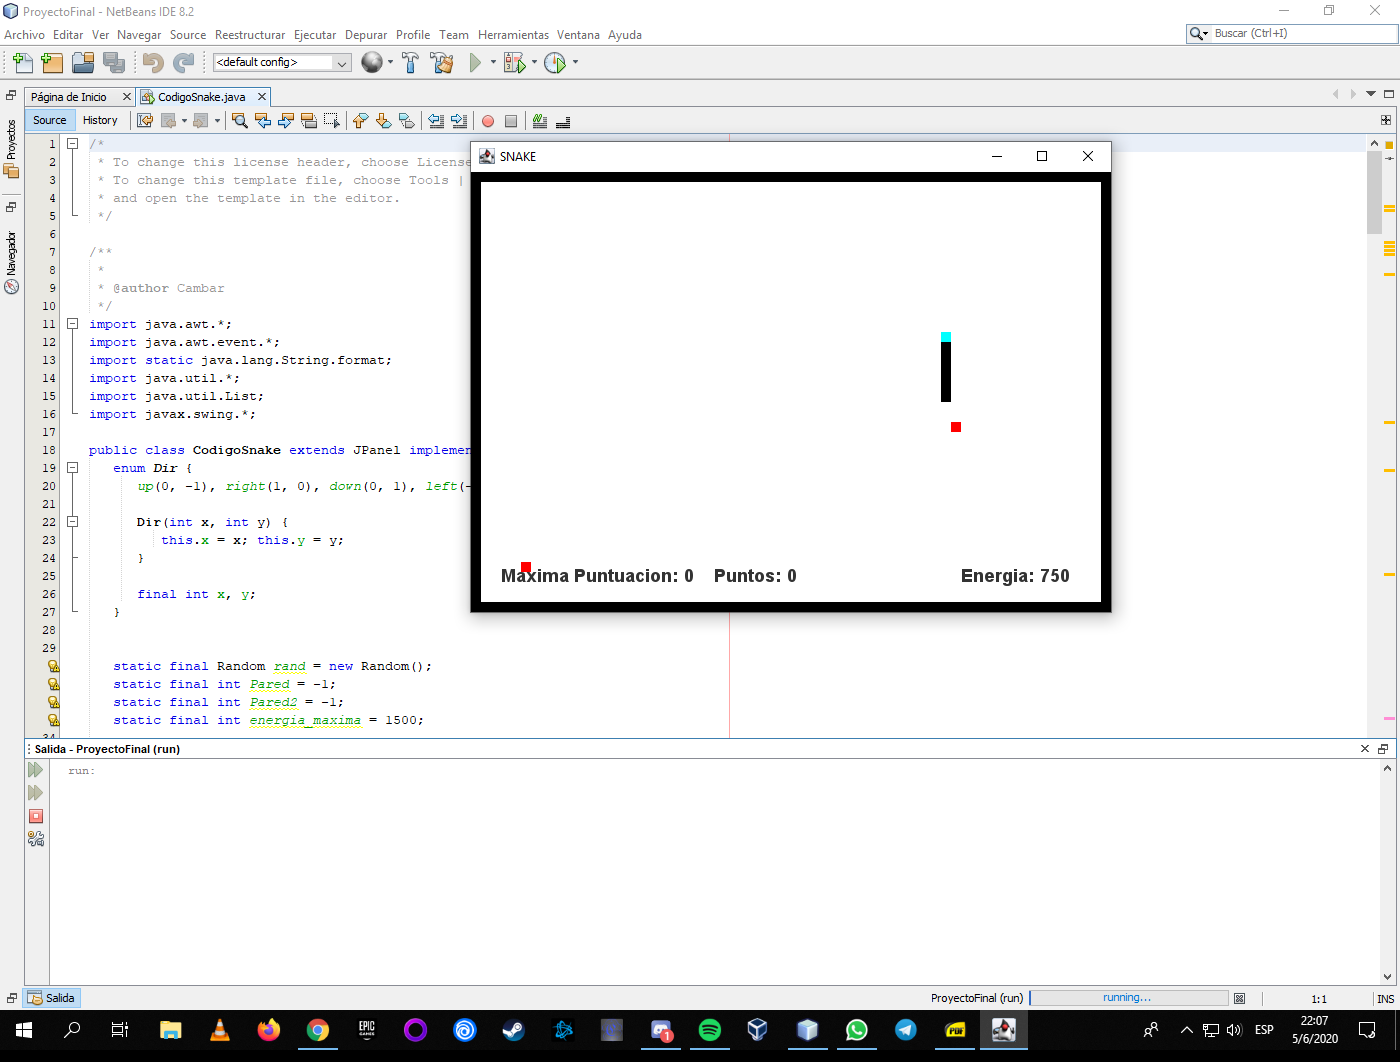 ProyectoFinal - NetBeans IDE 8.2
Archivo Editar Ver Navegar Source Reestructurar Ejecutar Depurar Profile Team Herramientas Ventana Ayuda
Buscar (Ctrl+I)
<default config>
Página de Inicio
CodigoSnake.java
Source History
Proyectos
Navegador
1 /*
2 * To change this license header, choose License
3 * To change this template file, choose Tools |
4 * and open the template in the editor.
5 */
6
7 /**
8 *
9 * @author Cambar
10 */
11 import java.awt.*;
12 import java.awt.event.*;
13 import static java.lang.String.format;
14 import java.util.*;
15 import java.util.List;
16 import javax.swing.*;
17
18 public class CodigoSnake extends JPanel implemen
19 enum Dir {
20 up(0, -1), right(1, 0), down(0, 1), left(-
21
22 Dir(int x, int y) {
23 this.x = x; this.y = y;
24 }
25
26 final int x, y;
27 }
28
29
static final Random rand = new Random();
static final int Pared = -1;
static final int Pared2 = -1;
static final int energia_maxima = 1500;
34
SNAKE
Maxima Puntuacion: 0 Puntos: 0 Energia: 750
Salida - ProyectoFinal (run)
run:
Salida
ProyectoFinal (run) running... 1:1 INS
EPIC
GAMES
1
PDF
ESP
22:07
5/6/2020